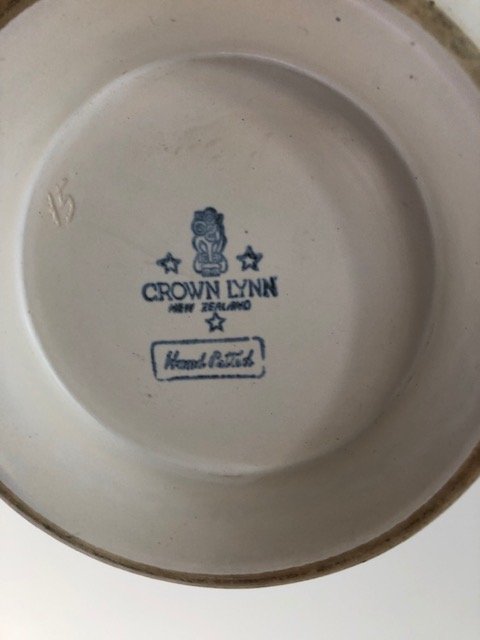 15
CROWN LYNN
NEW ZEALAND
Hand Potted